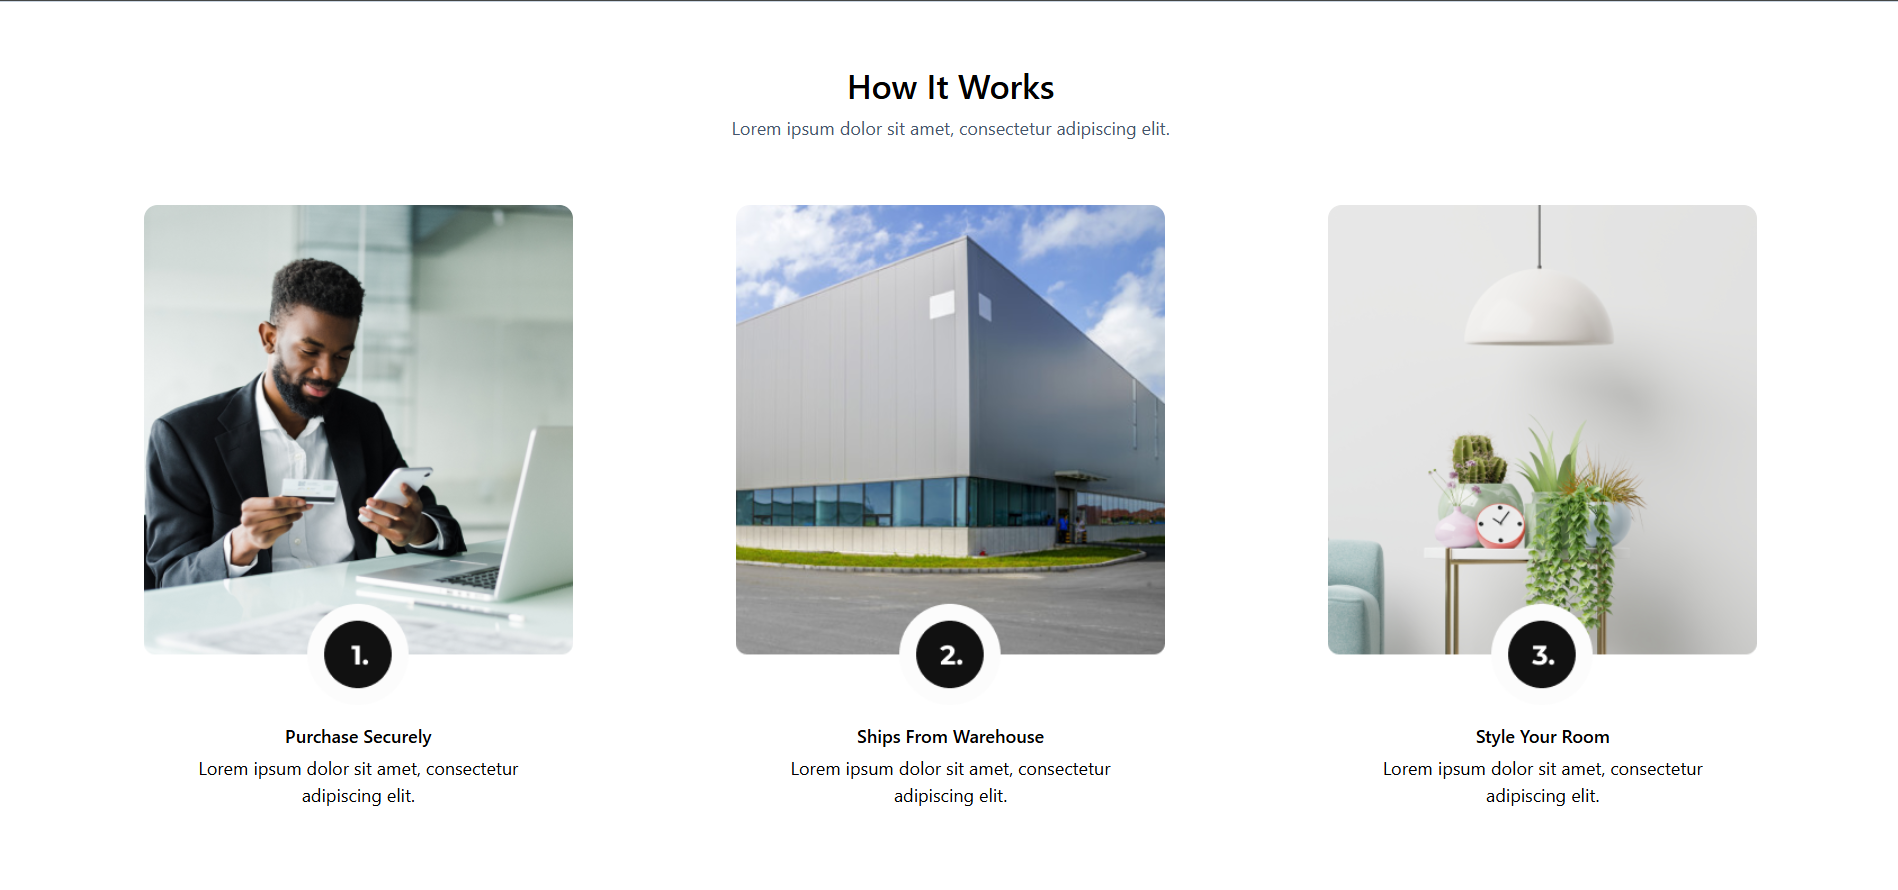 How It Works
Lorem ipsum dolor sit amet, consectetur adipiscing elit.
1.
Purchase Securely
Lorem ipsum dolor sit amet, consectetur
adipiscing elit.
2.
Ships From Warehouse
Lorem ipsum dolor sit amet, consectetur
adipiscing elit.
3.
Style Your Room
Lorem ipsum dolor sit amet, consectetur
adipiscing elit.